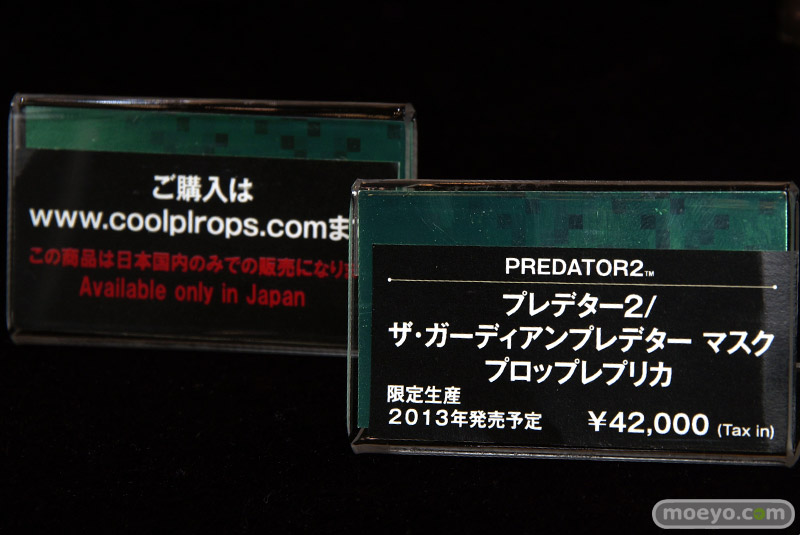 ご購入は
www.coolplrops.comま
この商品は日本国内のみでの販売になりま
Available only in Japan
PREDATOR2™
プレデター2/
ザ・ガーディアンプレデター マスク
プロップレプリカ
限定生産
2013年発売予定 ¥42,000 (Tax in)
moeyo.com